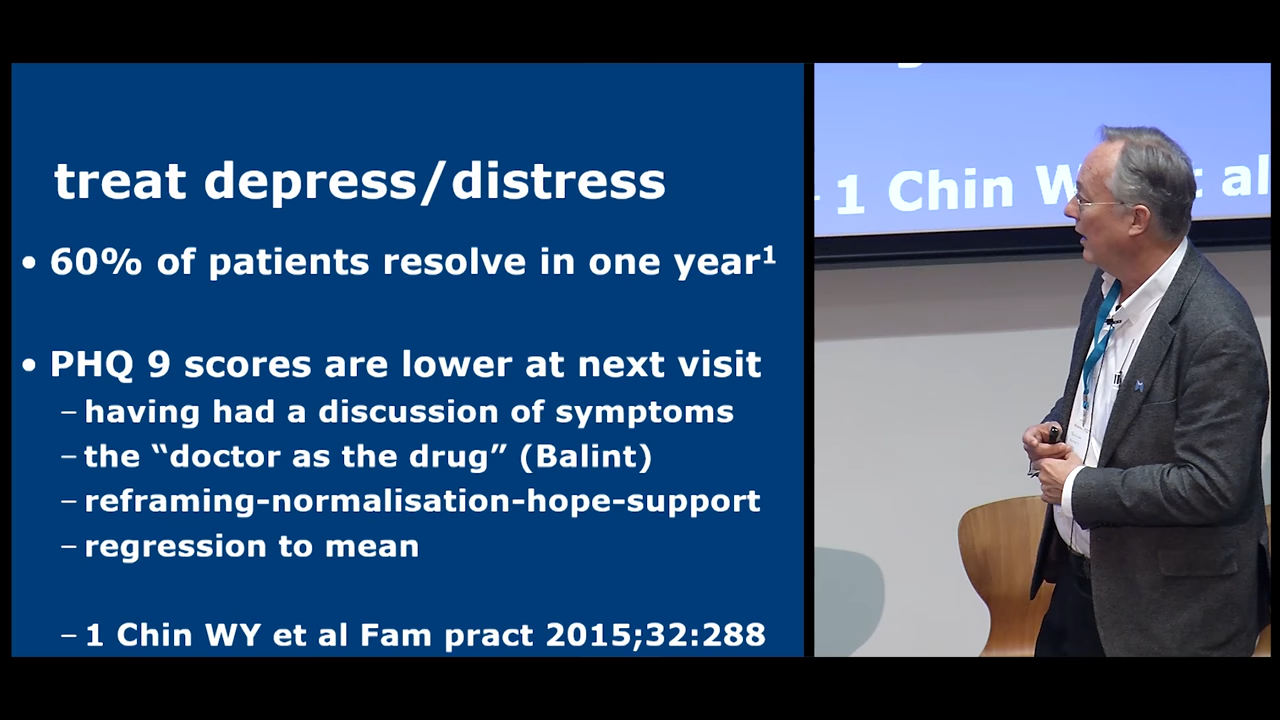 treat depress/distress
• 60% of patients resolve in one year¹
• PHQ 9 scores are lower at next visit
– having had a discussion of symptoms
– the “doctor as the drug” (Balint)
– reframing-normalisation-hope-support
– regression to mean
– 1 Chin WY et al Fam pract 2015;32:288
- 1 Chin W t al